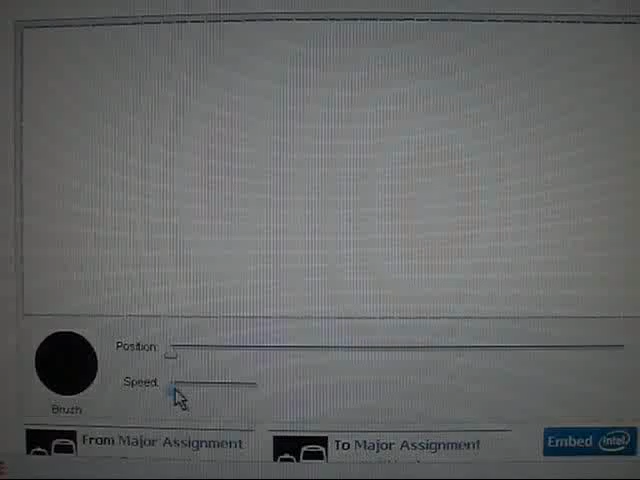 Position:
Speed:
Brush
From Major Assignment
To Major Assignment
Embed intel